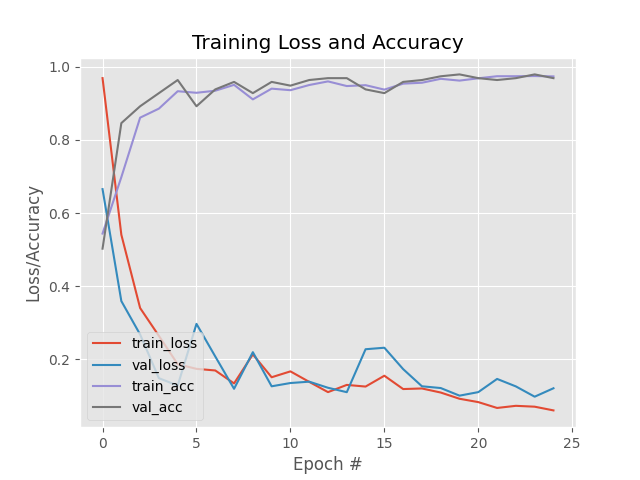 Training Loss and Accuracy
1.0
0.8
0.6
0.4
0.2
Loss/Accuracy
train_loss
val_loss
train_acc
val_acc
0 5 10 15 20 25
Epoch #